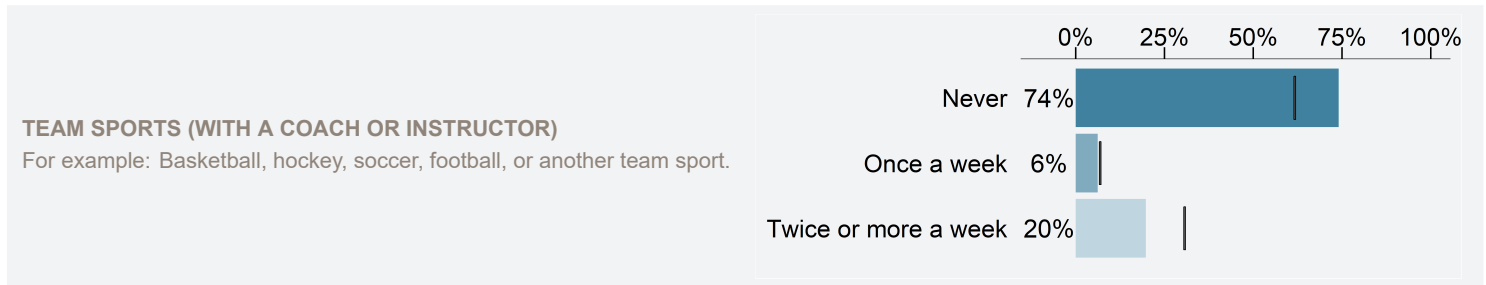 TEAM SPORTS (WITH A COACH OR INSTRUCTOR)
For example: Basketball, hockey, soccer, football, or another team sport.
0% 25% 50% 75% 100%
Never 74%
Once a week 6%
Twice or more a week 20%